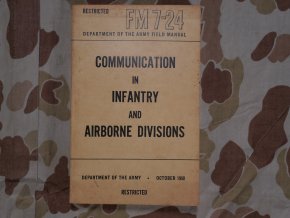 RESTRICTED
FM 7-24
DEPARTMENT OF THE ARMY FIELD MANUAL
COMMUNICATION
IN
INFANTRY
AND
AIRBORNE DIVISIONS
DEPARTMENT OF THE ARMY • OCTOBER
RESTRICTED